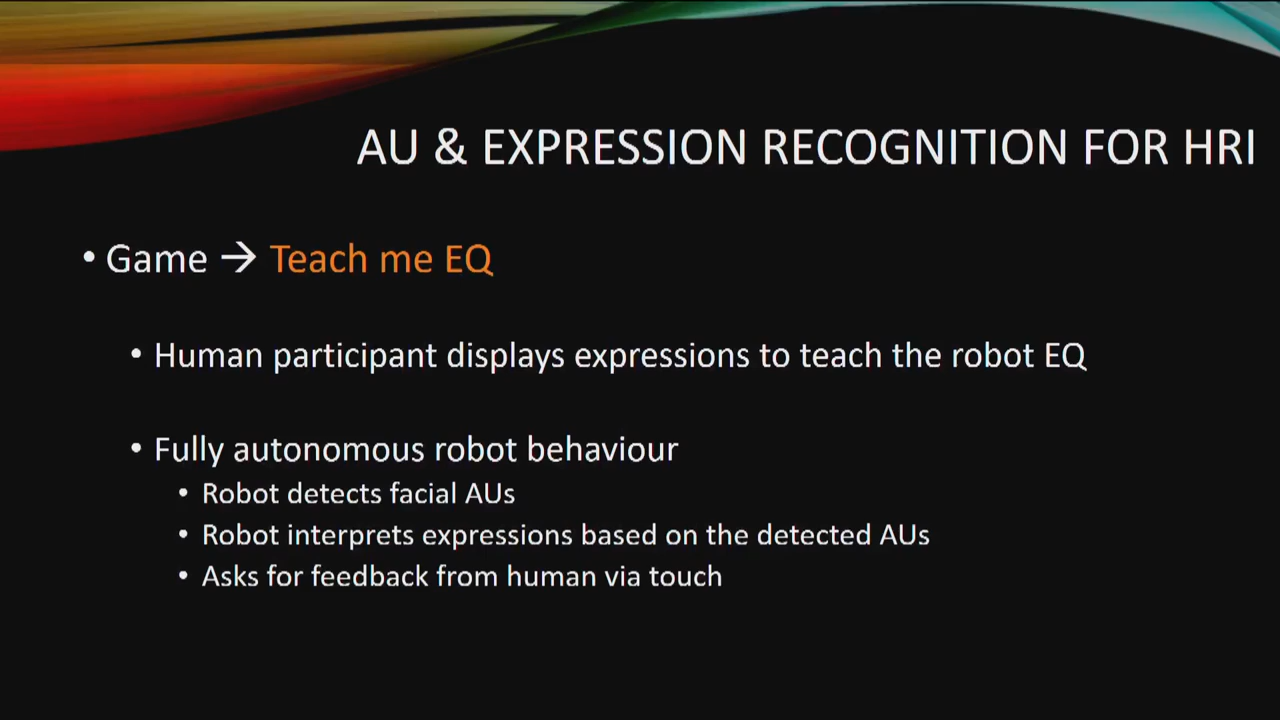 AU & EXPRESSION RECOGNITION FOR HRI
• Game → Teach me EQ
• Human participant displays expressions to teach the robot EQ
• Fully autonomous robot behaviour
• Robot detects facial AUs
• Robot interprets expressions based on the detected AUs
• Asks for feedback from human via touch